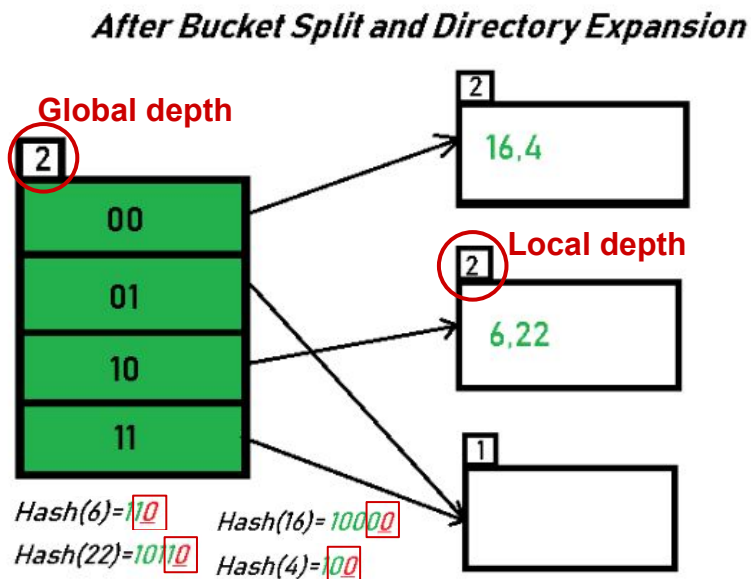 After Bucket Split and Directory Expansion
Global depth
2
00
01
10
11
2
16,4
Local depth
2
6,22
1
Hash(6)=110
Hash(16)=10000
Hash(22)=10110
Hash(4)=100